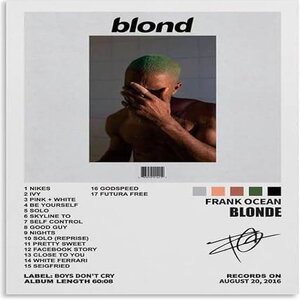 blond
1 NIKES
2 IVY
3 PINK + WHITE
4 BE YOURSELF
5 SOLO
6 SKYLINE TO
7 SELF CONTROL
8 GOOD GUY
9 NIGHTS
10 SOLO (REPRISE)
11 PRETTY SWEET
12 FACEBOOK STORY
13 CLOSE TO YOU
14 WHITE FERRARI
15 SEIGFRIED
16 GODSPEED
17 FUTURA FREE
FRANK OCEAN
BLONDE
LABEL: BOYS DON'T CRY
ALBUM LENGTH 60:08
RECORDS ON
AUGUST 20, 2016